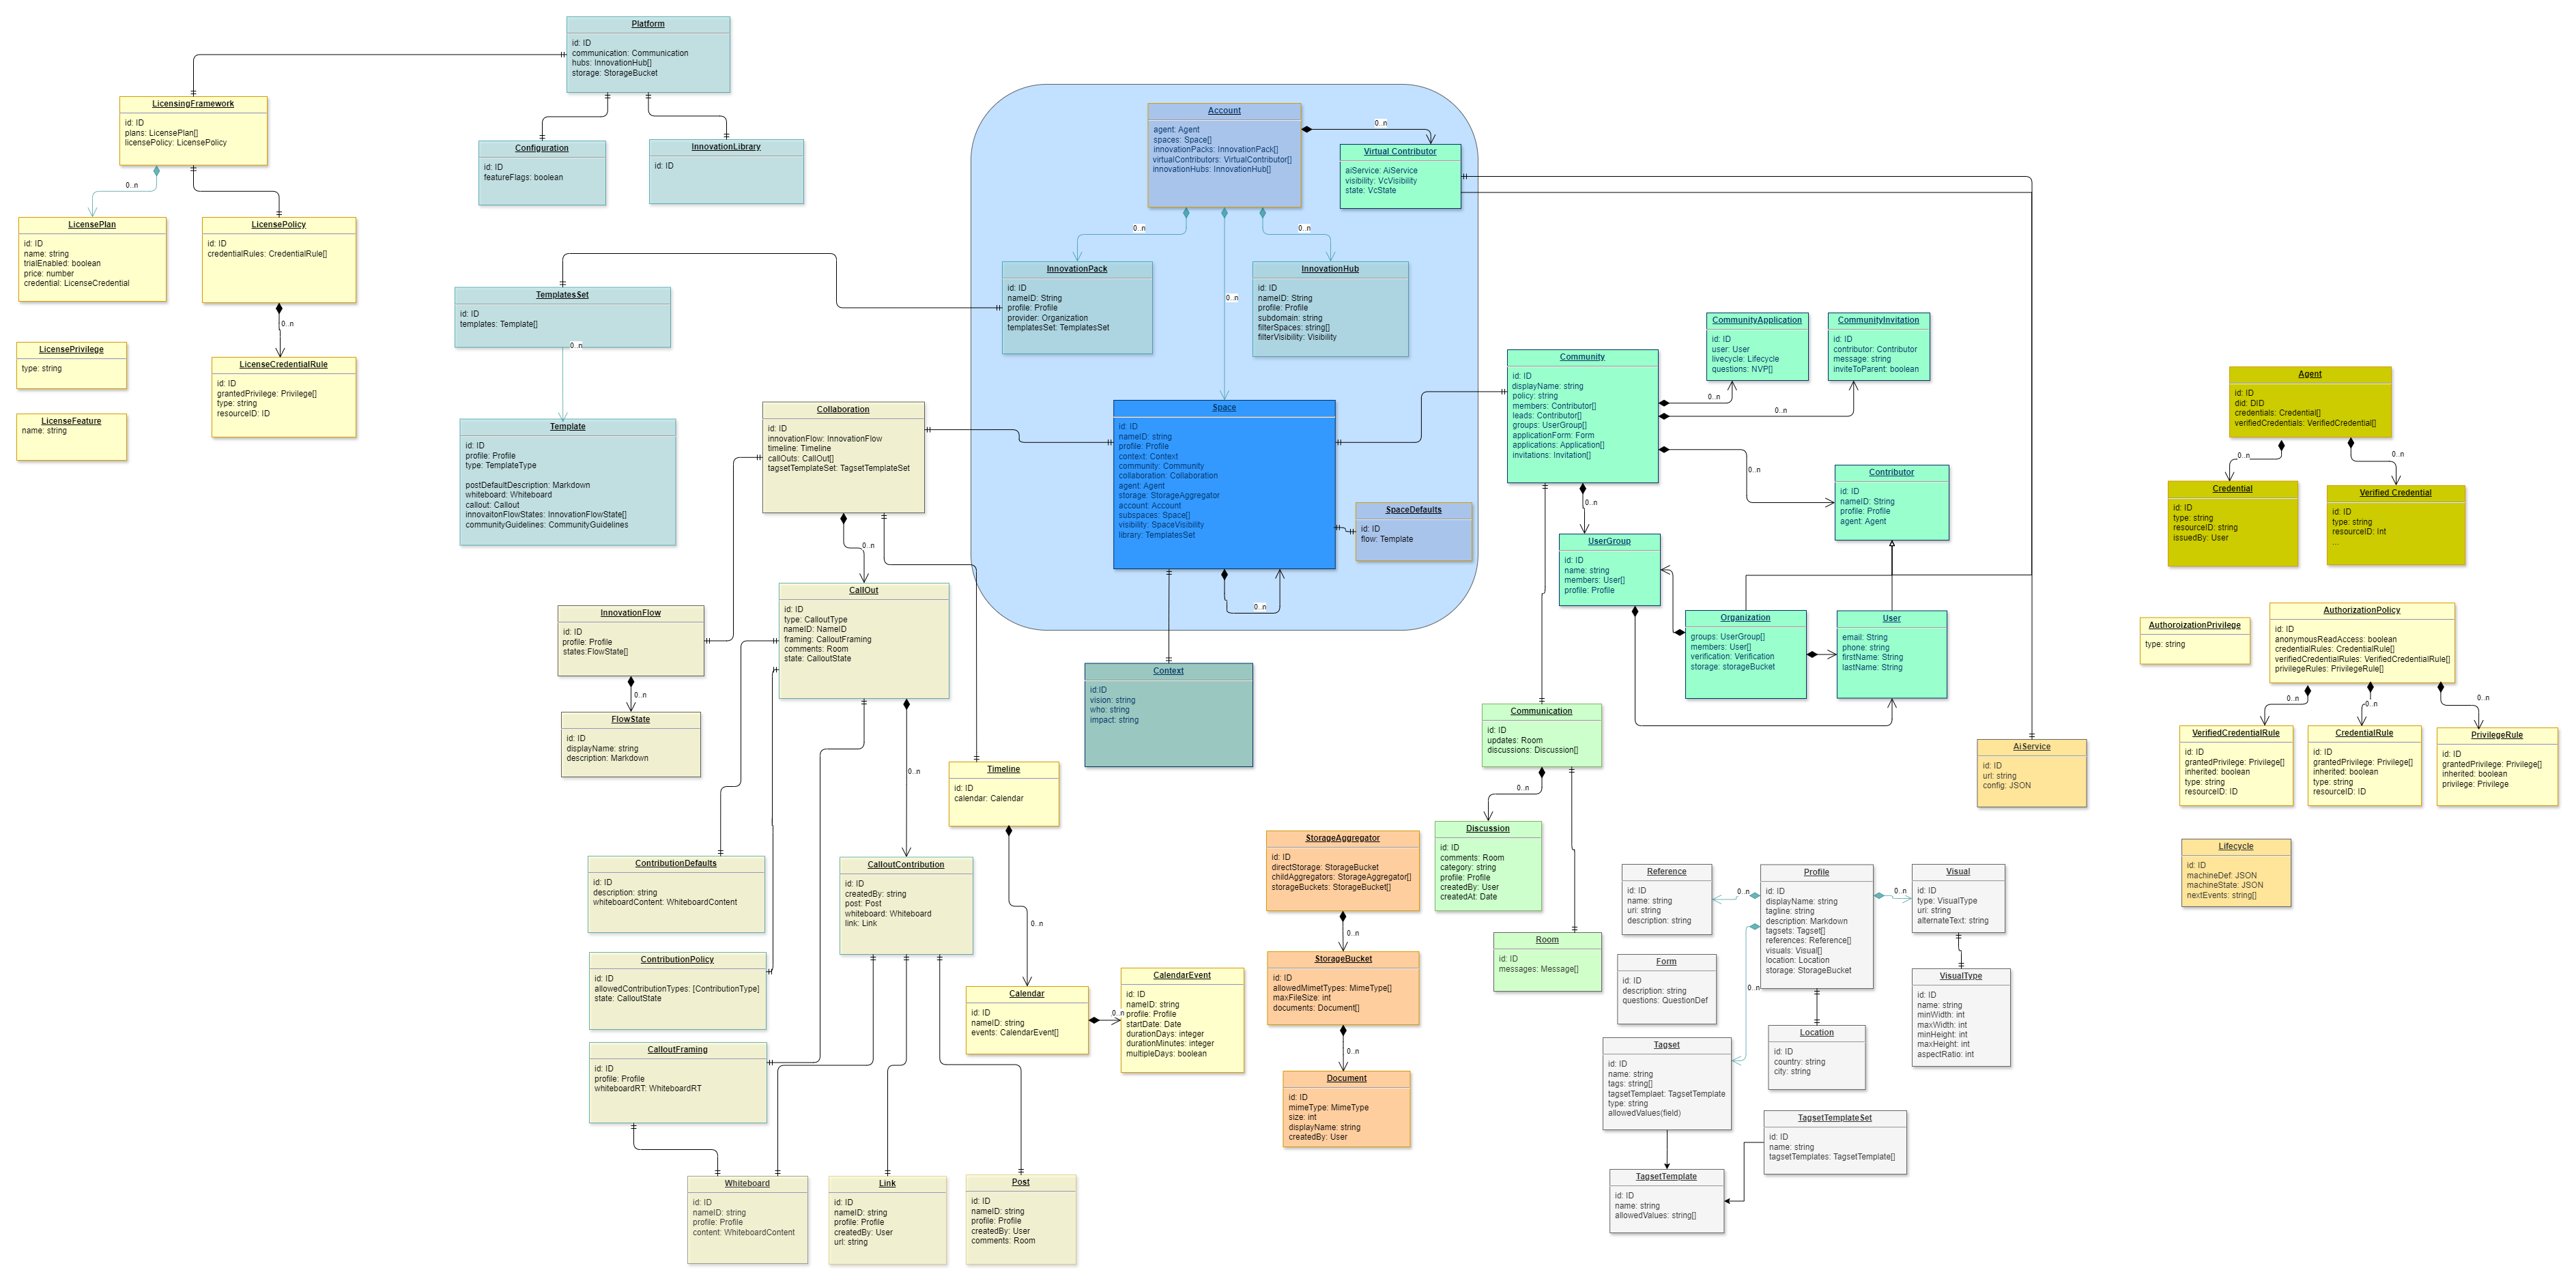 Platform
id: ID
communication: Communication
hubs: InnovationHub[]
storage: StorageBucket
LicensingFramework
id: ID
plans: LicensePlan[]
licensePolicy: LicensePolicy
Configuration
id: ID
featureFlags: boolean
InnovationLibrary
id: ID
Account
agent: Agent
spaces: Space[]
innovationPacks: InnovationPack[]
virtualContributors: VirtualContributor[]
innovationHubs: InnovationHub[]
0..n
Virtual Contributor
aiService: AiService
visibility: VcVisibility
state: VcState
0..n
LicensePlan
id: ID
name: string
trialEnabled: boolean
price: number
credential: LicenseCredential
LicensePolicy
id: ID
credentialRules: CredentialRule[]
0..n
0..n
0..n
0..n
InnovationPack
id: ID
nameID: String
profile: Profile
provider: Organization
templatesSet: TemplatesSet
InnovationHub
id: ID
nameID: String
profile: Profile
subdomain: string
filterSpaces: string[]
filterVisibility: Visibility
TemplatesSet
id: ID
templates: Template[]
0..n
LicensePrivilege
type: string
LicenseCredentialRule
id: ID
grantedPrivilege: Privilege[]
type: string
resourceID: ID
LicenseFeature
name: string
Template
id: ID
profile: Profile
type: TemplateType
postDefaultDescription: Markdown
whiteboard: Whiteboard
callout: Callout
innovaitonFlowStates: InnovationFlowState[]
communityGuidelines: CommunityGuidelines
Collaboration
id: ID
innovationFlow: InnovationFlow
timeline: Timeline
callOuts: CallOut[]
tagsetTemplateSet: TagsetTemplateSet
Space
id: ID
nameID: string
profile: Profile
context: Context
community: Community
collaboration: Collaboration
agent: Agent
storage: StorageAggregator
account: Account
subspaces: Space[]
visibility: SpaceVisibility
library: TemplatesSet
0..n
SpaceDefaults
id: ID
flow: Template
Community
id: ID
displayName: string
policy: string
members: Contributor[]
leads: Contributor[]
groups: UserGroup[]
applicationForm: Form
applications: Application[]
invitations: Invitation[]
CommunityApplication
id: ID
user: User
livecycle: Lifecycle
questions: NVP[]
CommunityInvitation
id: ID
contributor: Contributor
message: string
inviteToParent: boolean
0..n
0..n
0..n
0..n
Contributor
id: ID
nameID: String
profile: Profile
agent: Agent
UserGroup
id: ID
name: string
members: User[]
profile: Profile
Organization
groups: UserGroup[]
members: User[]
verification: Verification
storage: storageBucket
User
email: String
phone: string
firstName: String
lastName: String
Agent
id: ID
did: DID
credentials: Credential[]
verifiedCredentials: VerifiedCredential[]
0..n
0..n
Credential
id: ID
type: string
resourceID: string
issuedBy: User
Verified Credential
id: ID
type: string
resourceID: Int
...
AuthoroizationPrivilege
type: string
AuthorizationPolicy
id: ID
anonymousReadAccess: boolean
credentialRules: CredentialRule[]
verifiedCredentialRules: VerifiedCredentialRule[]
privilegeRules: PrivilegeRule[]
0..n
0..n
0..n
VerifiedCredentialRule
id: ID
grantedPrivilege: Privilege[]
inherited: boolean
type: string
resourceID: ID
CredentialRule
id: ID
grantedPrivilege: Privilege[]
inherited: boolean
type: string
resourceID: ID
PrivilegeRule
id: ID
grantedPrivilege: Privilege[]
inherited: boolean
privilege: Privilege
0..n
CallOut
id: ID
type: CalloutType
nameID: NameID
framing: CalloutFraming
comments: Room
state: CalloutState
InnovationFlow
id: ID
profile: Profile
states:FlowState[]
0..n
FlowState
id: ID
displayName: string
description: Markdown
Context
id:ID
vision: string
who: string
impact: string
Communication
id: ID
updates: Room
discussions: Discussion[]
0..n
AiService
id: ID
url: string
config: JSON
0..n
Timeline
id: ID
calendar: Calendar
Discussion
id: ID
comments: Room
category: string
profile: Profile
createdBy: User
createdAt: Date
StorageAggregator
id: ID
directStorage: StorageBucket
childAggregators: StorageAggregator[]
storageBuckets: StorageBucket[]
0..n
Lifecycle
id: ID
machineDef: JSON
machineState: JSON
nextEvents: string[]
ContributionDefaults
id: ID
description: string
whiteboardContent: WhiteboardContent
CalloutContribution
id: ID
createdBy: string
post: Post
whiteboard: Whiteboard
link: Link
0..n
Reference
id: ID
name: string
uri: string
description: string
0..n
Profile
id: ID
displayName: string
tagline: string
description: Markdown
tagsets: Tagset[]
references: Reference[]
visuals: Visual[]
location: Location
storage: StorageBucket
0..n
Visual
id: ID
type: VisualType
uri: string
alternateText: string
0..n
Room
id: ID
messages: Message[]
ContributionPolicy
id: ID
allowedContributionTypes: [ContributionType]
state: CalloutState
StorageBucket
id: ID
allowedMimetTypes: MimeType[]
maxFileSize: int
documents: Document[]
0..n
Form
id: ID
description: string
questions: QuestionDef
VisualType
id: ID
name: string
minWidth: int
maxWidth: int
minHeight: int
maxHeight: int
aspectRatio: int
Calendar
id: ID
nameID: string
events: CalendarEvent[]
0..n
CalendarEvent
id: ID
nameID: string
profile: Profile
startDate: Date
durationDays: integer
durationMinutes: integer
multipleDays: boolean
Location
id: ID
country: string
city: string
CalloutFraming
id: ID
profile: Profile
whiteboardRT: WhiteboardRT
Tagset
id: ID
name: string
tags: string[]
tagsetTemplaet: TagsetTemplate
type: string
allowedValues(field)
Document
id: ID
mimeType: MimeType
size: int
displayName: string
createdBy: User
TagsetTemplateSet
id: ID
name: string
tagsetTemplates: TagsetTemplate[]
Whiteboard
id: ID
nameID: string
profile: Profile
content: WhiteboardContent
Link
id: ID
nameID: string
profile: Profile
createdBy: User
url: string
Post
id: ID
nameID: string
profile: Profile
createdBy: User
comments: Room
TagsetTemplate
id: ID
name: string
allowedValues: string[]